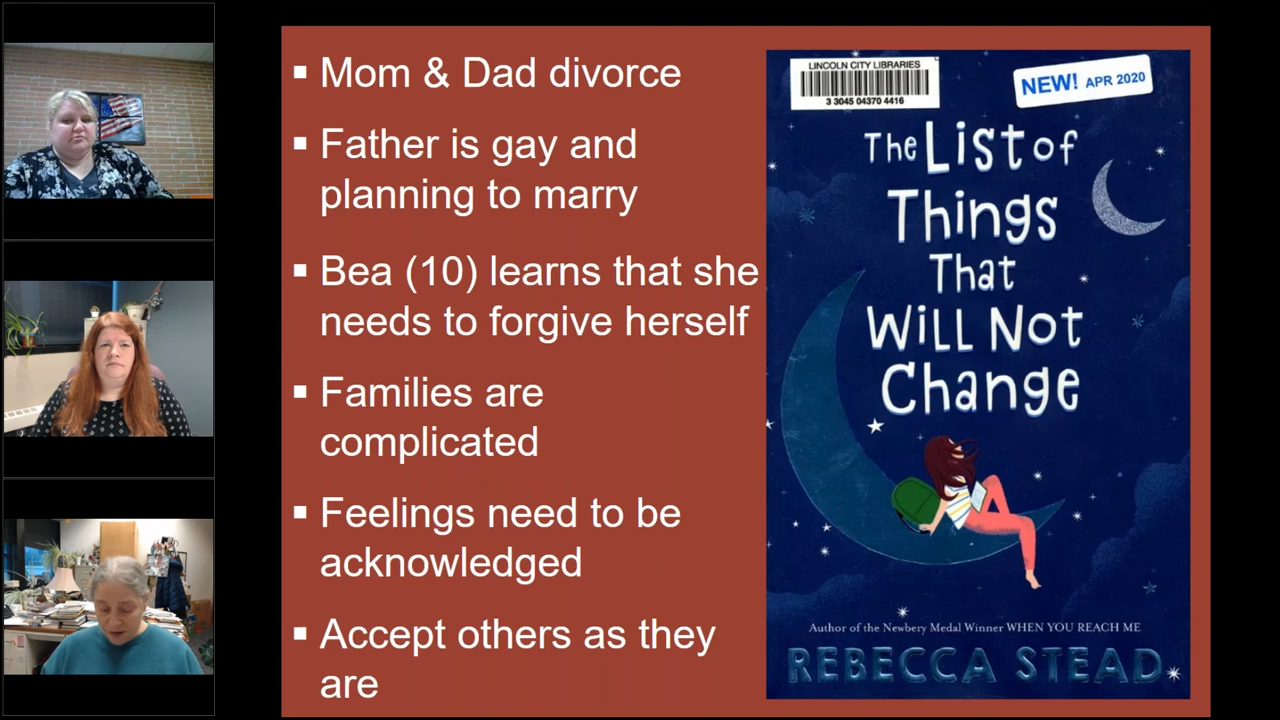 Mom & Dad divorce
Father is gay and
planning to marry
Bea (10) learns that she
needs to forgive herself
Families are
complicated
Feelings need to be
acknowledged
Accept others as they
are
LINCOLN CITY LIBRARIES
3 3045 04370 4416
NEW! APR 2020
The List of
Things
That
Will Not
Change
Author of the Newbery Medal Winner WHEN YOU REACH ME
REBECCA STEAD